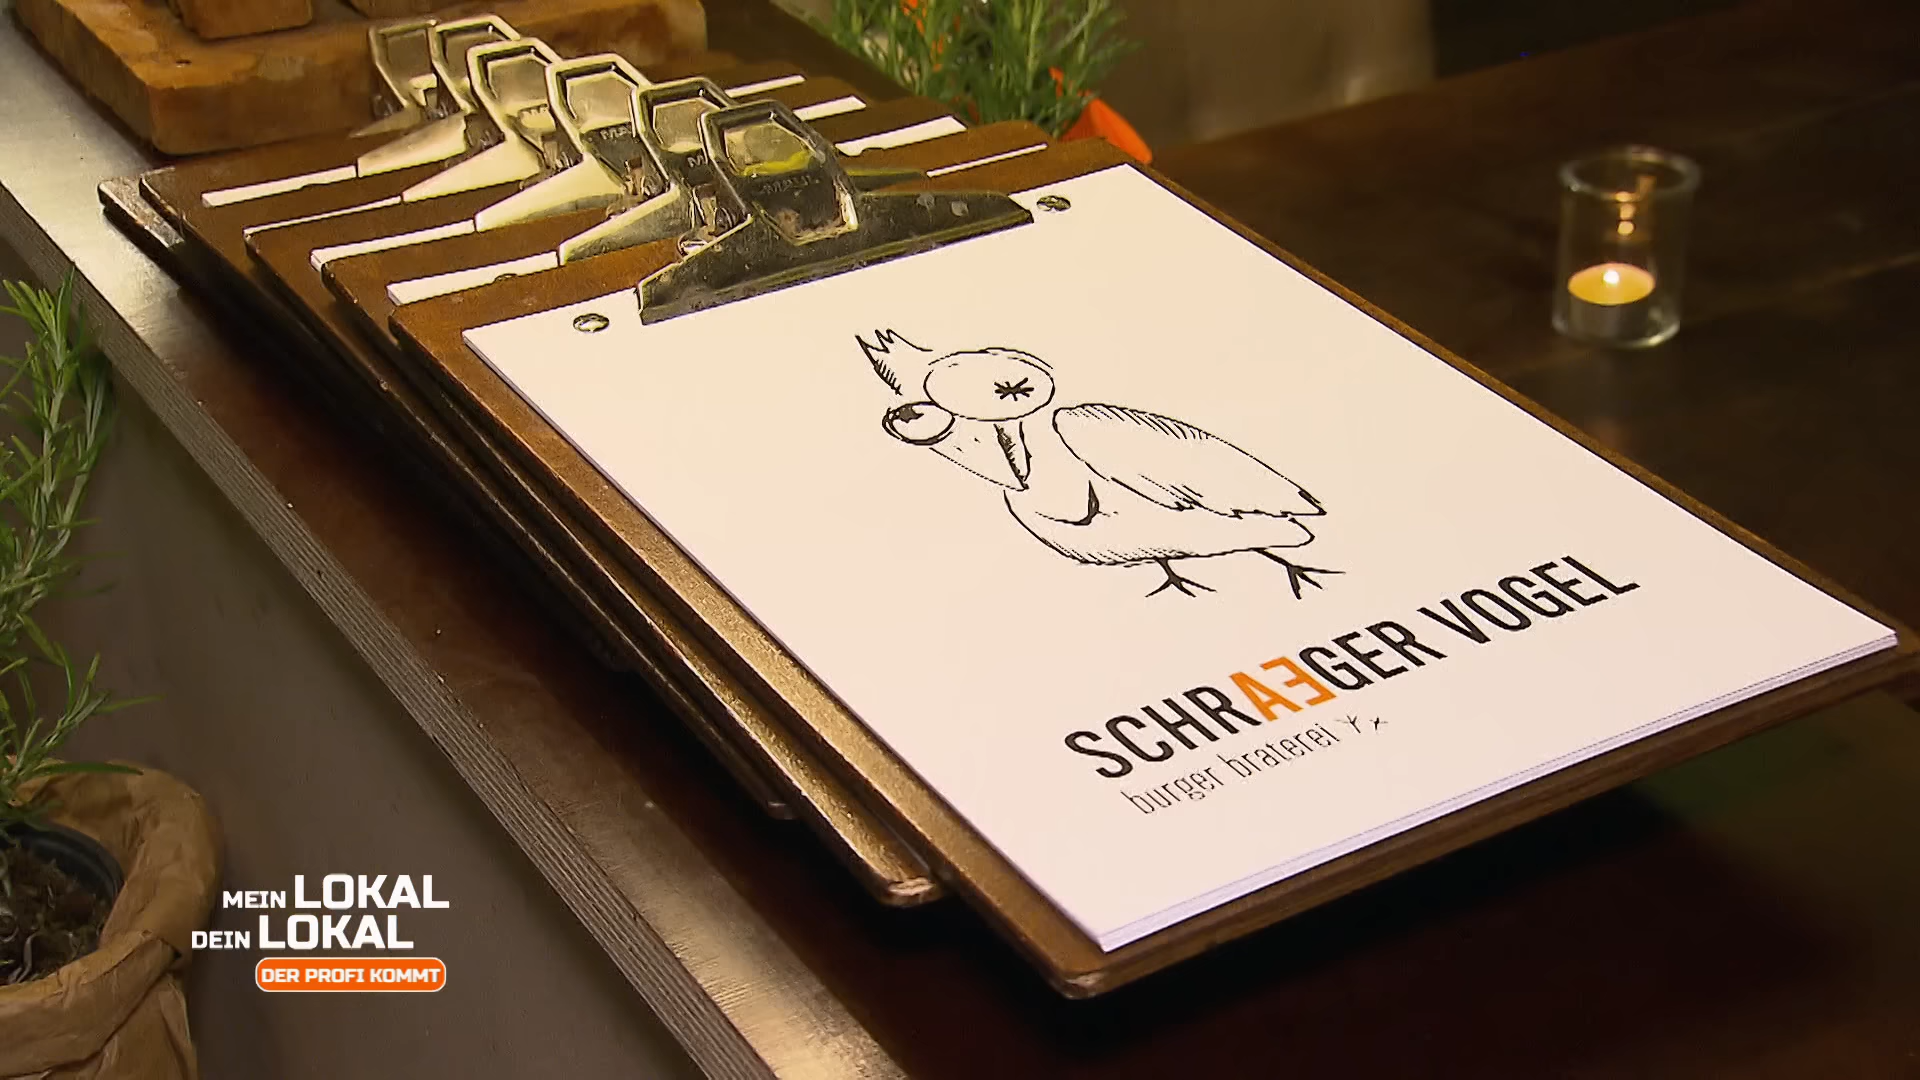 SCHRAEGER VOGEL
burger braterei
MEIN LOKAL
DEIN LOKAL
DER PROFI KOMMT